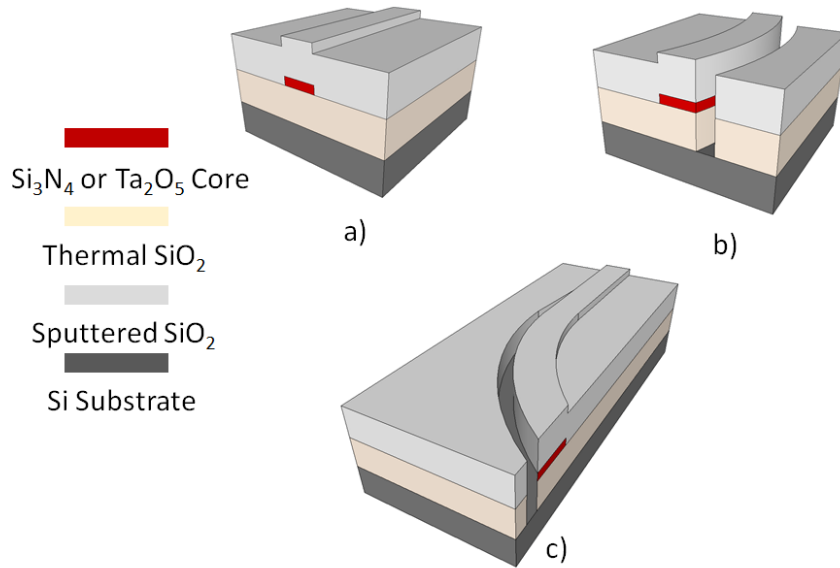 Si₃N₄ or Ta₂O₅ Core
Thermal SiO₂
Sputtered SiO₂
Si Substrate
a)
b)
c)